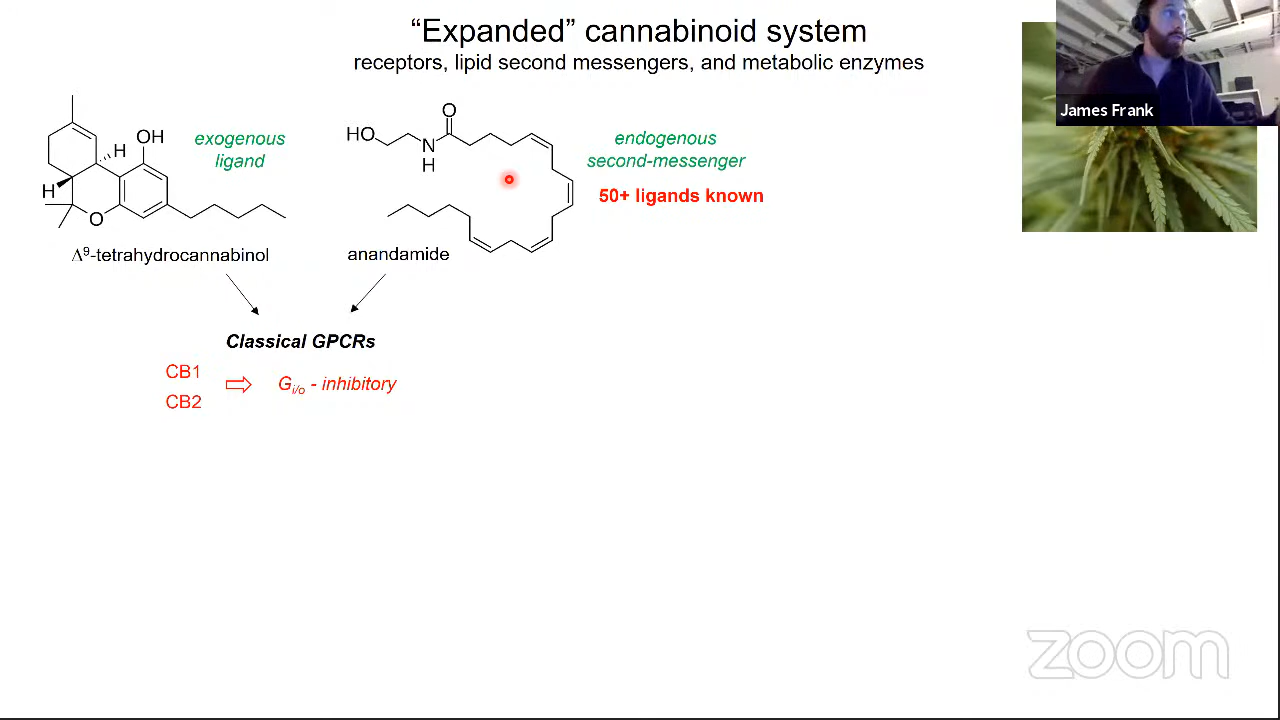 “Expanded” cannabinoid system
receptors, lipid second messengers, and metabolic enzymes
James Frank
OH
H
H
O
exogenous
ligand
O
HO
N
H
endogenous
second-messenger
50+ ligands known
Δ⁹-tetrahydrocannabinol
anandamide
Classical GPCRs
CB1
CB2
Gi/o - inhibitory
zoom